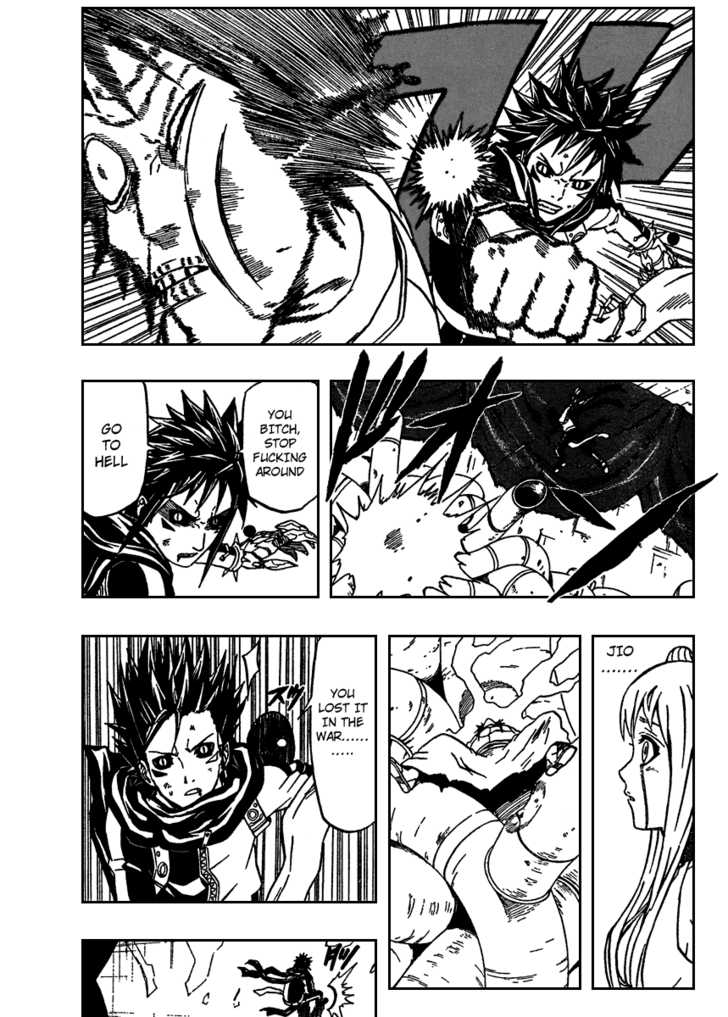 YOU
BITCH,
STOP
FUCKING
AROUND
GO
TO
HELL
JIO
.......
YOU
LOST IT
IN THE
WAR......
.....